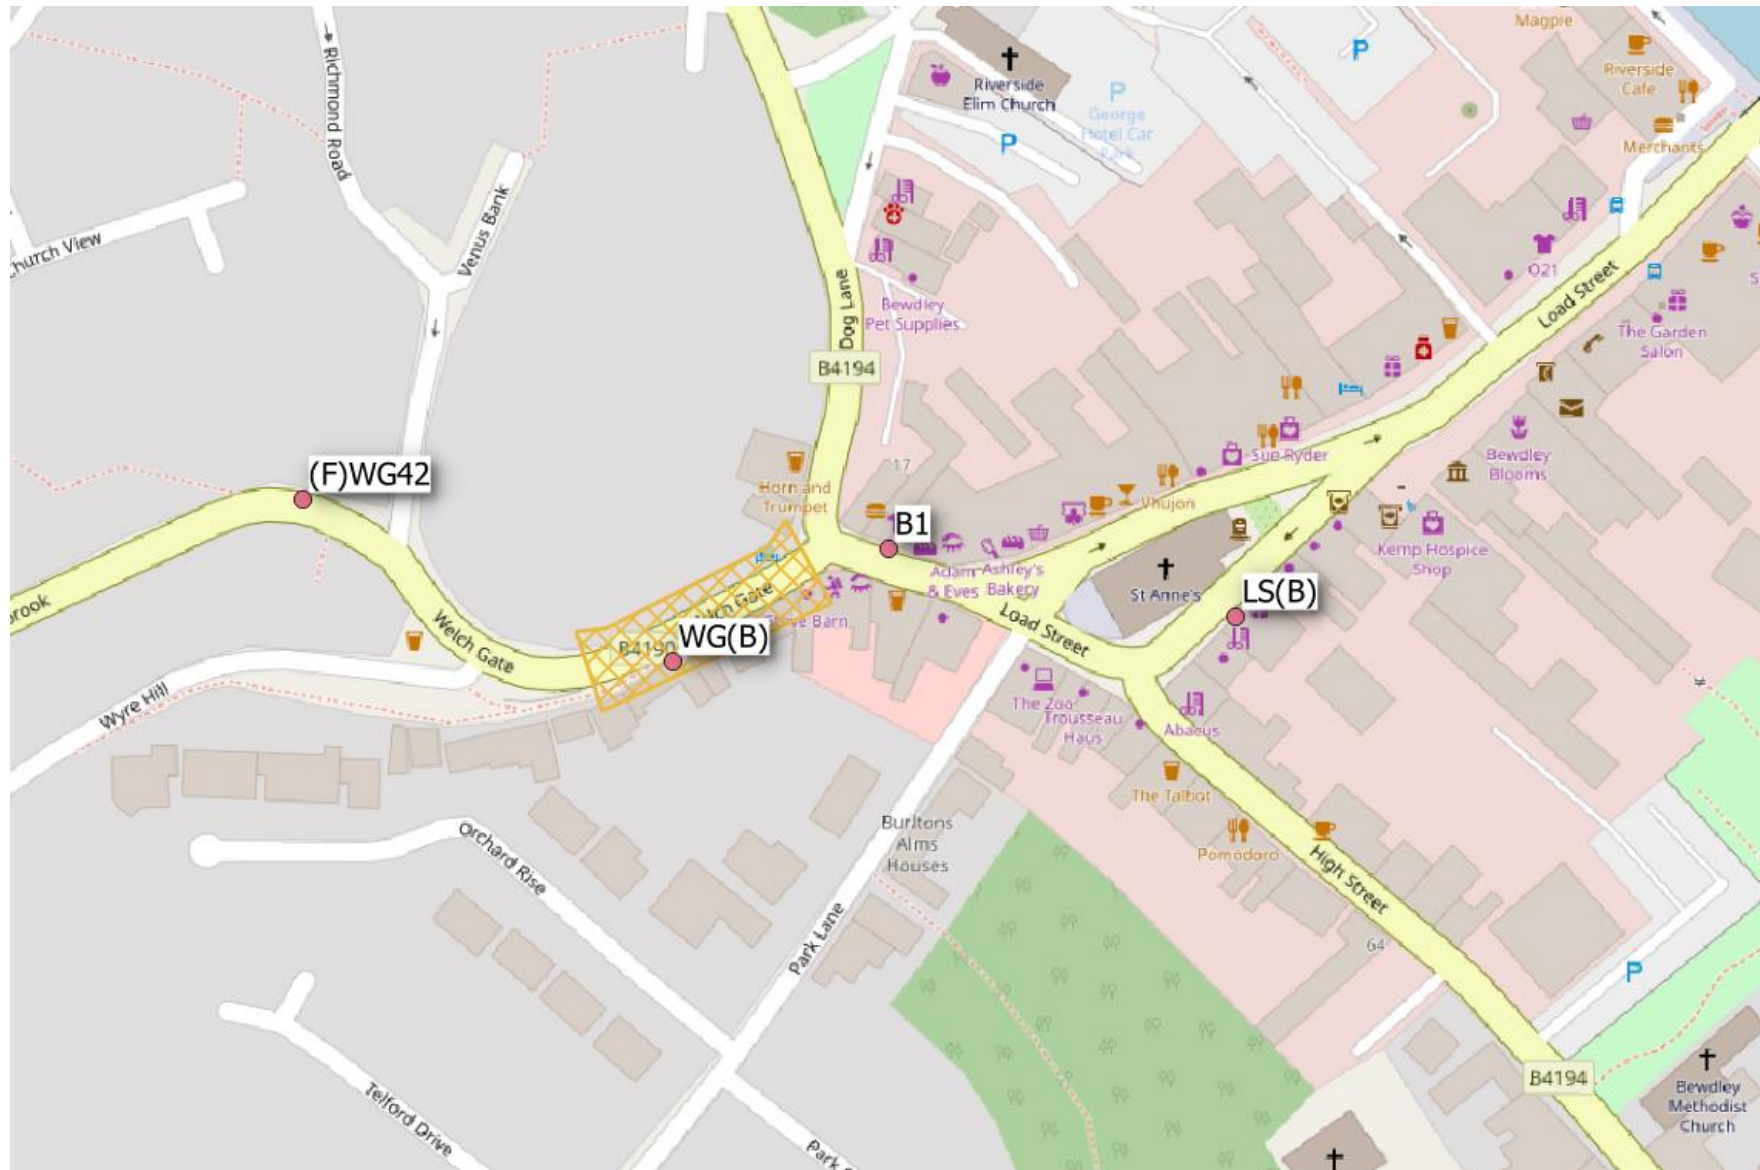 Magpie
Riverside
Cafe
Merchants
Richmond Road
Riverside
Elim Church
George
Hotel Car
Park
Venus Bank
Church View
O21
Load Street
The Garden
Salon
Dog Lane
Bewdley
Pet Supplies
B4194
17
Sue Ryder
Bewdley
Blooms
(F)WG42
Horn and
Trumpet
Vhujon
B1
Kemp Hospice
Shop
Adam
& Eves
Ashley's
Bakery
St Anne's
LS(B)
Welch Gate
Load Street
WG(B)
B4190
Welch Gate
Wyre Hill
The Zoo
Trousseau
Haus
Abacus
The Talbot
Pomodoro
Burltons
Alms
Houses
Orchard Rise
High Street
Park Lane
64
B4194
Bewdley
Methodist
Church
Telford Drive